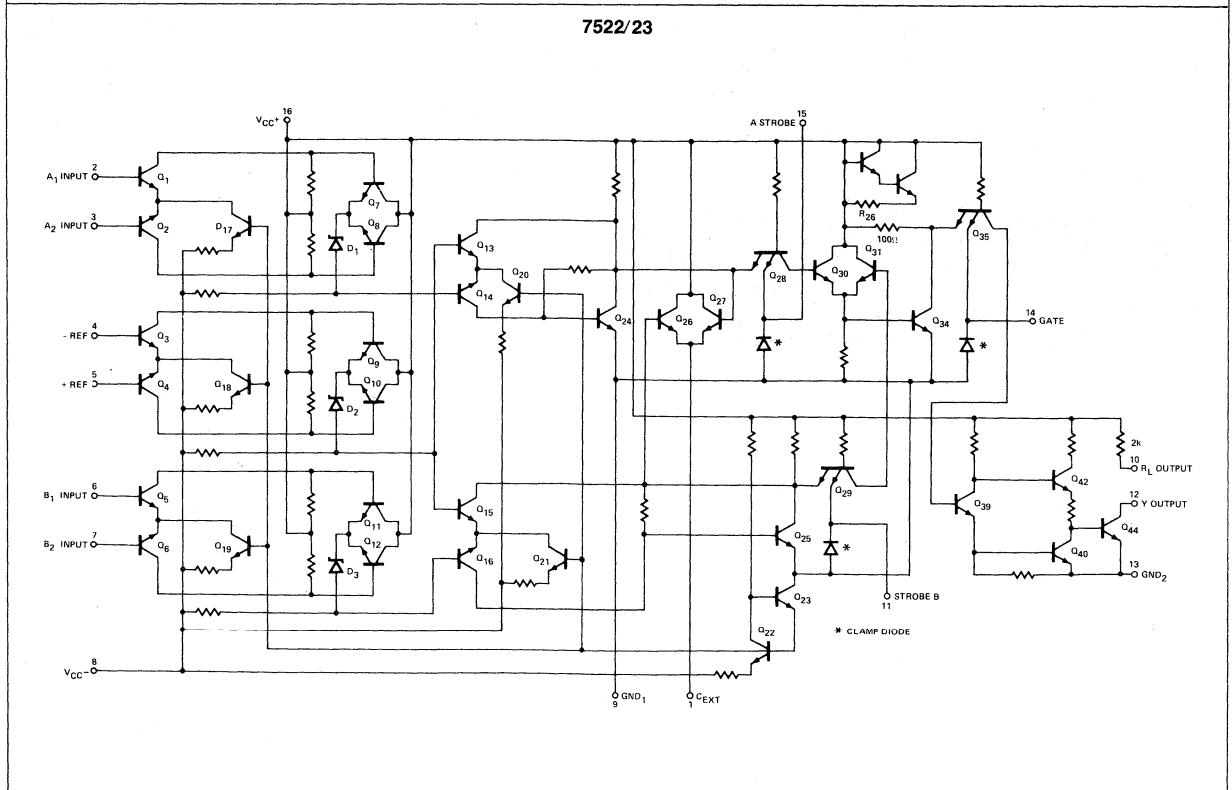 7522/23
16
VCC+
15
A STROBE
2
A1 INPUT
Q1
Q7
Q8
R26
3
A2 INPUT
Q2
D17
D1
Q13
100Ω
Q35
Q31
Q20
Q28
Q30
Q14
Q27
Q24
Q26
Q34
14
GATE
*
*
4
- REF
Q3
Q9
5
+ REF
Q4
Q18
Q10
D2
2k
10
RL OUTPUT
6
B1 INPUT
Q5
Q11
Q15
Q29
Q42
12
Y OUTPUT
Q39
Q44
7
B2 INPUT
Q6
Q19
Q12
D3
Q16
Q21
Q25
*
Q40
13
GND2
Q23
STROBE B
11
* CLAMP DIODE
Q22
8
VCC-
GND1
9
CEXT
1